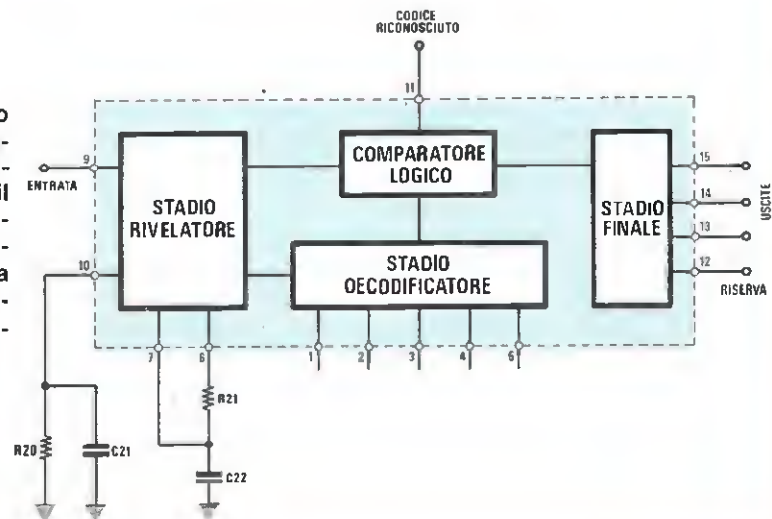 CODICE
RICONOSCIUTO
11
o
-
-
il
-
-
a
-
-
9
ENTRATA
10
STADIO
RIVELATORE
COMPARATORE
LOGICO
STADIO
OECODIFICATORE
STADIO
FINALE
15
14
13
12
USCITE
RISERVA
7
6
1
2
3
4
5
R21
R20
C21
C22